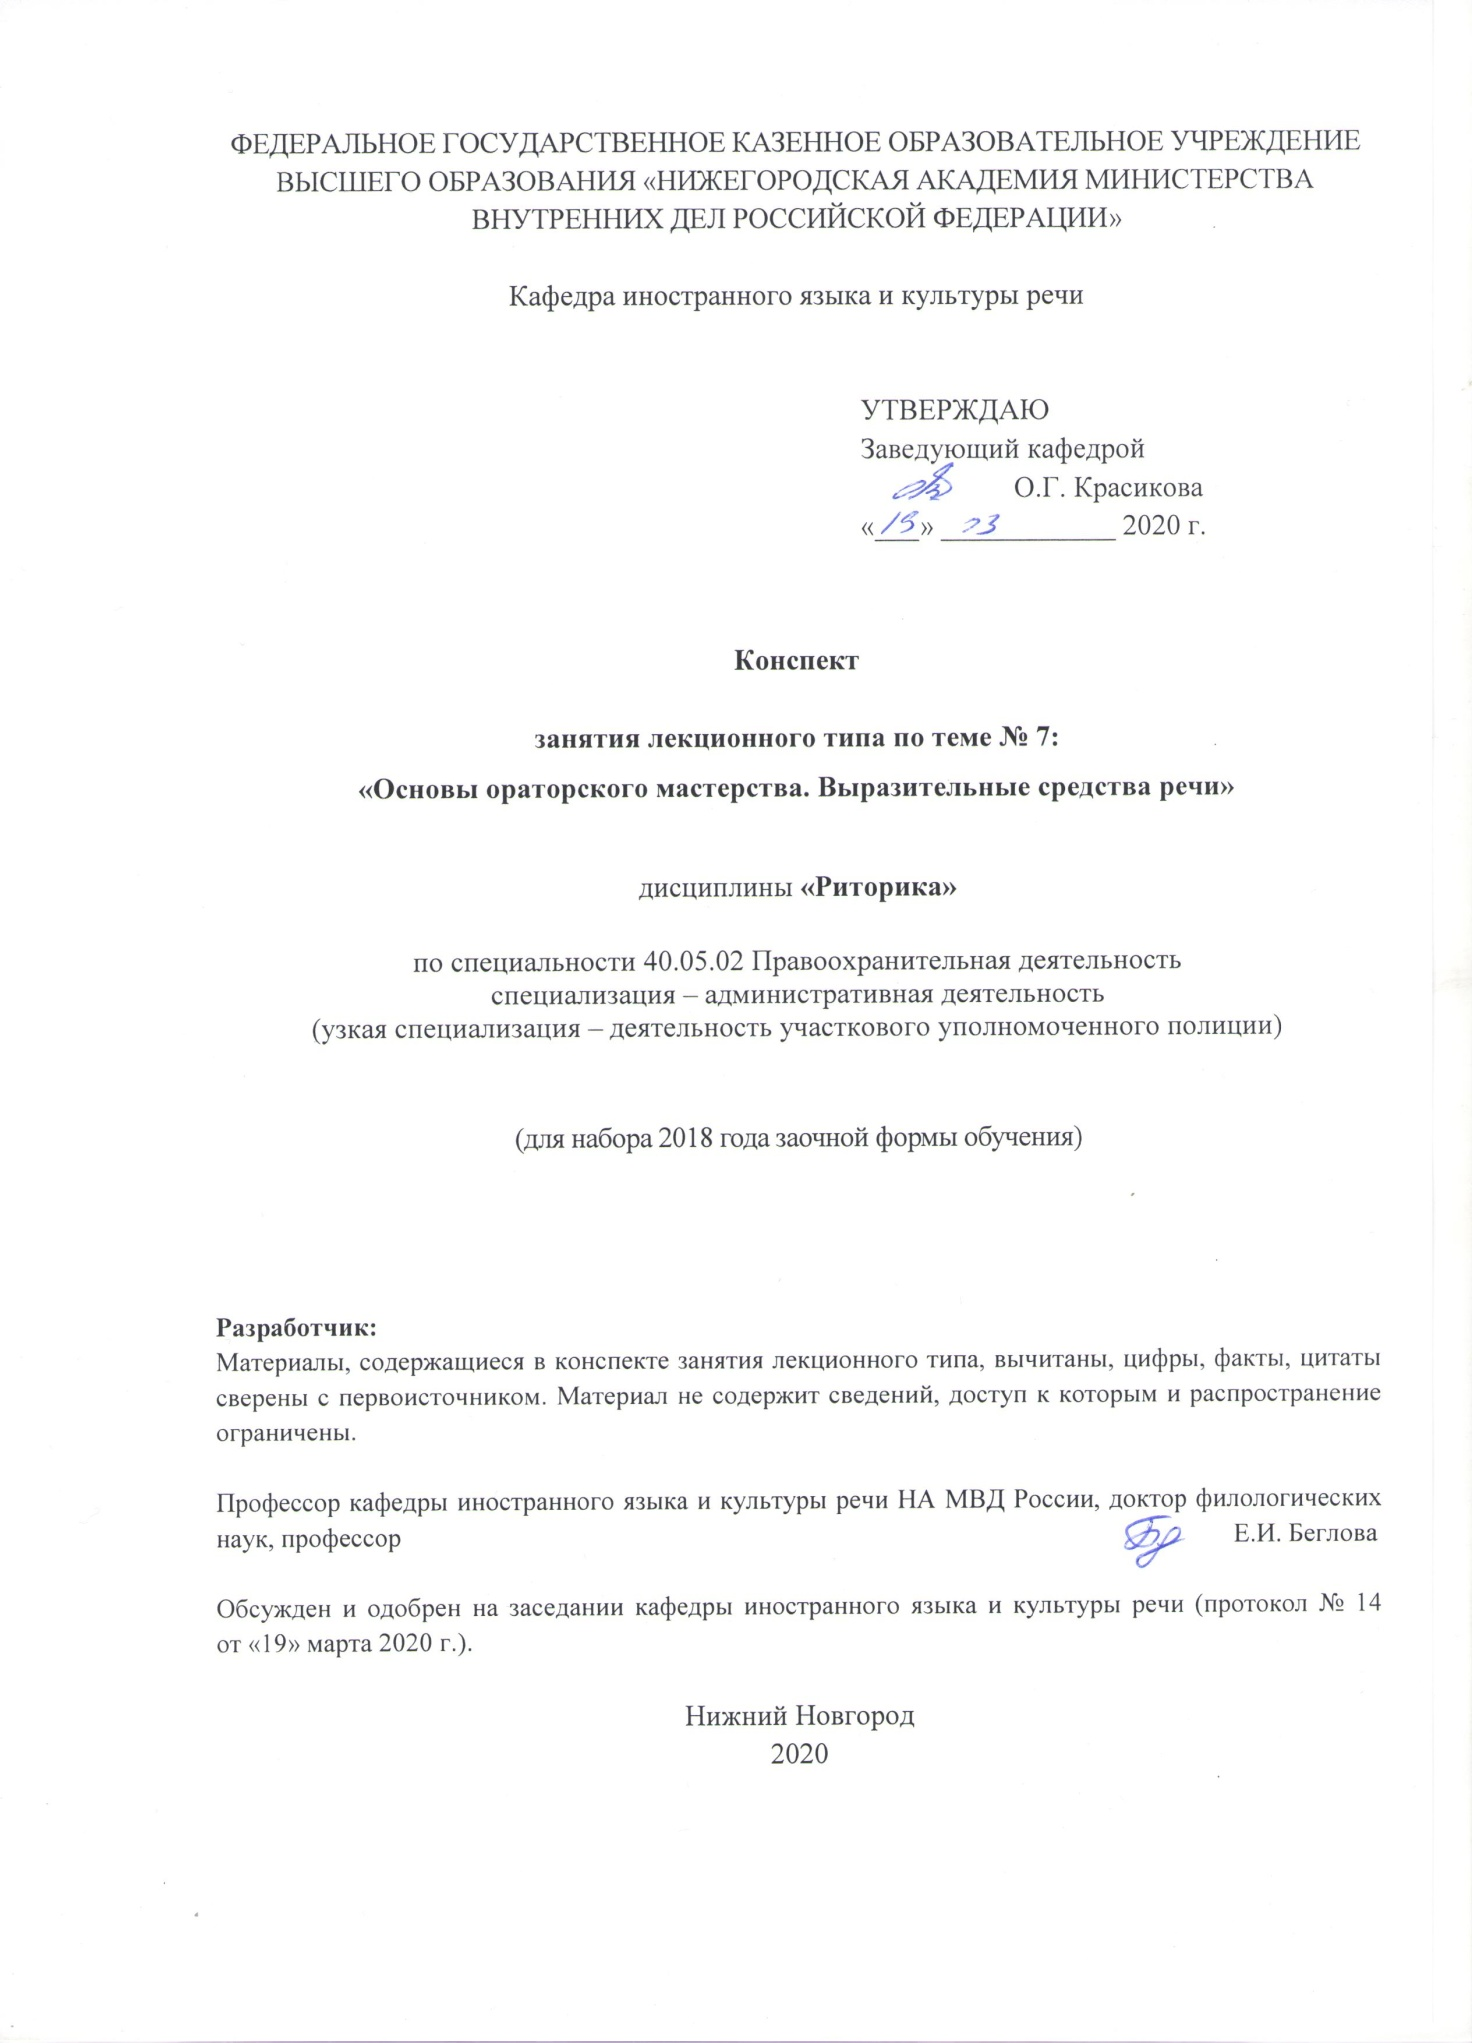 ФЕДЕРАЛЬНОЕ ГОСУДАРСТВЕННОЕ КАЗЕННОЕ ОБРАЗОВАТЕЛЬНОЕ УЧРЕЖДЕНИЕ
ВЫСШЕГО ОБРАЗОВАНИЯ «НИЖЕГОРОДСКАЯ АКАДЕМИЯ МИНИСТЕРСТВА
ВНУТРЕННИХ ДЕЛ РОССИЙСКОЙ ФЕДЕРАЦИИ»
Кафедра иностранного языка и культуры речи
УТВЕРЖДАЮ
Заведующий кафедрой
О.Г. Красикова
«19» 03 2020 г.
Конспект
занятия лекционного типа по теме № 7:
«Основы ораторского мастерства. Выразительные средства речи»
дисциплины «Риторика»
по специальности 40.05.02 Правоохранительная деятельность
специализация – административная деятельность
(узкая специализация – деятельность участкового уполномоченного полиции)
(для набора 2018 года заочной формы обучения)
Разработчик:
Материалы, содержащиеся в конспекте занятия лекционного типа, вычитаны, цифры, факты, цитаты
сверены с первоисточником. Материал не содержит сведений, доступ к которым и распространение
ограничены.
Профессор кафедры иностранного языка и культуры речи НА МВД России, доктор филологических
наук, профессор Е.И. Беглова
Обсужден и одобрен на заседании кафедры иностранного языка и культуры речи (протокол № 14
от «19» марта 2020 г.).
Нижний Новгород
2020